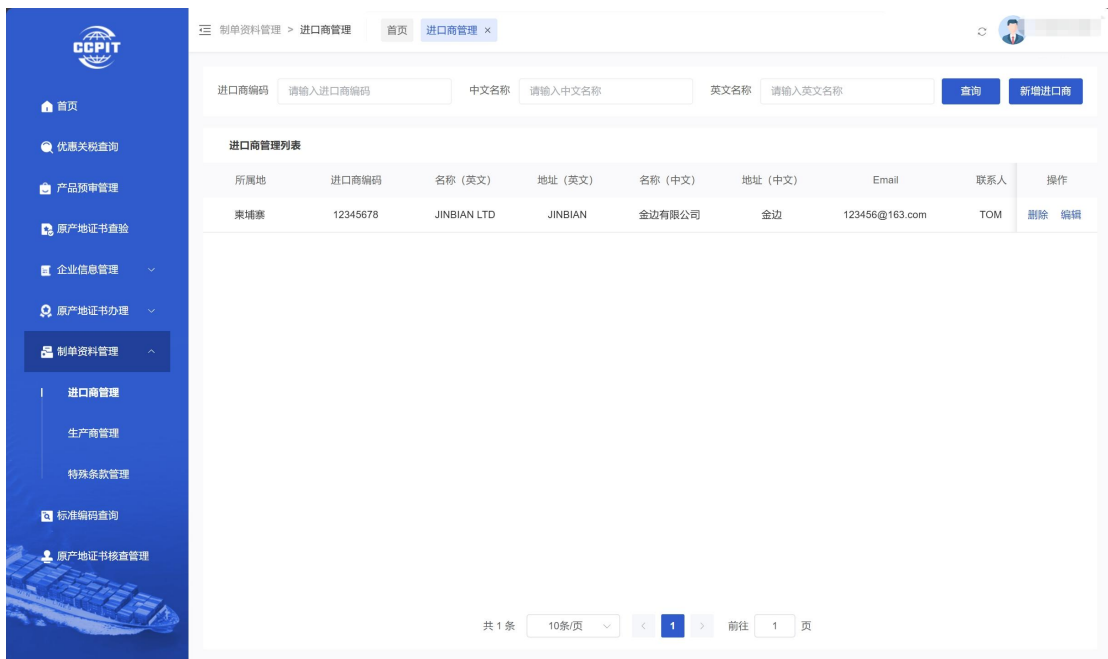 CCPIT
首页
优惠关税查询
产品预审管理
原产地证书查验
企业信息管理
原产地证书办理
制单资料管理
进口商管理
生产商管理
特殊条款管理
标准编码查询
原产地证书核查管理
制单资料管理 > 进口商管理 首页 进口商管理 ×
进口商编码 请输入进口商编码 中文名称 请输入中文名称 英文名称 请输入英文名称 查询 新增进口商
进口商管理列表
所属地 进口商编码 名称（英文） 地址（英文） 名称（中文） 地址（中文） Email 联系人 操作
柬埔寨 12345678 JINBIAN LTD JINBIAN 金边有限公司 金边 123456@163.com TOM 删除 编辑
共 1 条 10条/页 < 1 > 前往 1 页